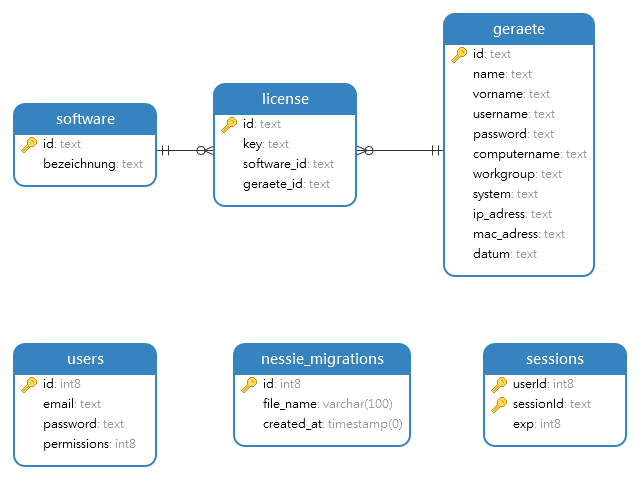 software
id: text
bezeichnung: text
license
id: text
key: text
software_id: text
geraete_id: text
geraete
id: text
name: text
vorname: text
username: text
password: text
computername: text
workgroup: text
system: text
ip_adress: text
mac_adress: text
datum: text
users
id: int8
email: text
password: text
permissions: int8
nessie_migrations
id: int8
file_name: varchar(100)
created_at: timestamp(0)
sessions
userId: int8
sessionId: text
exp: int8